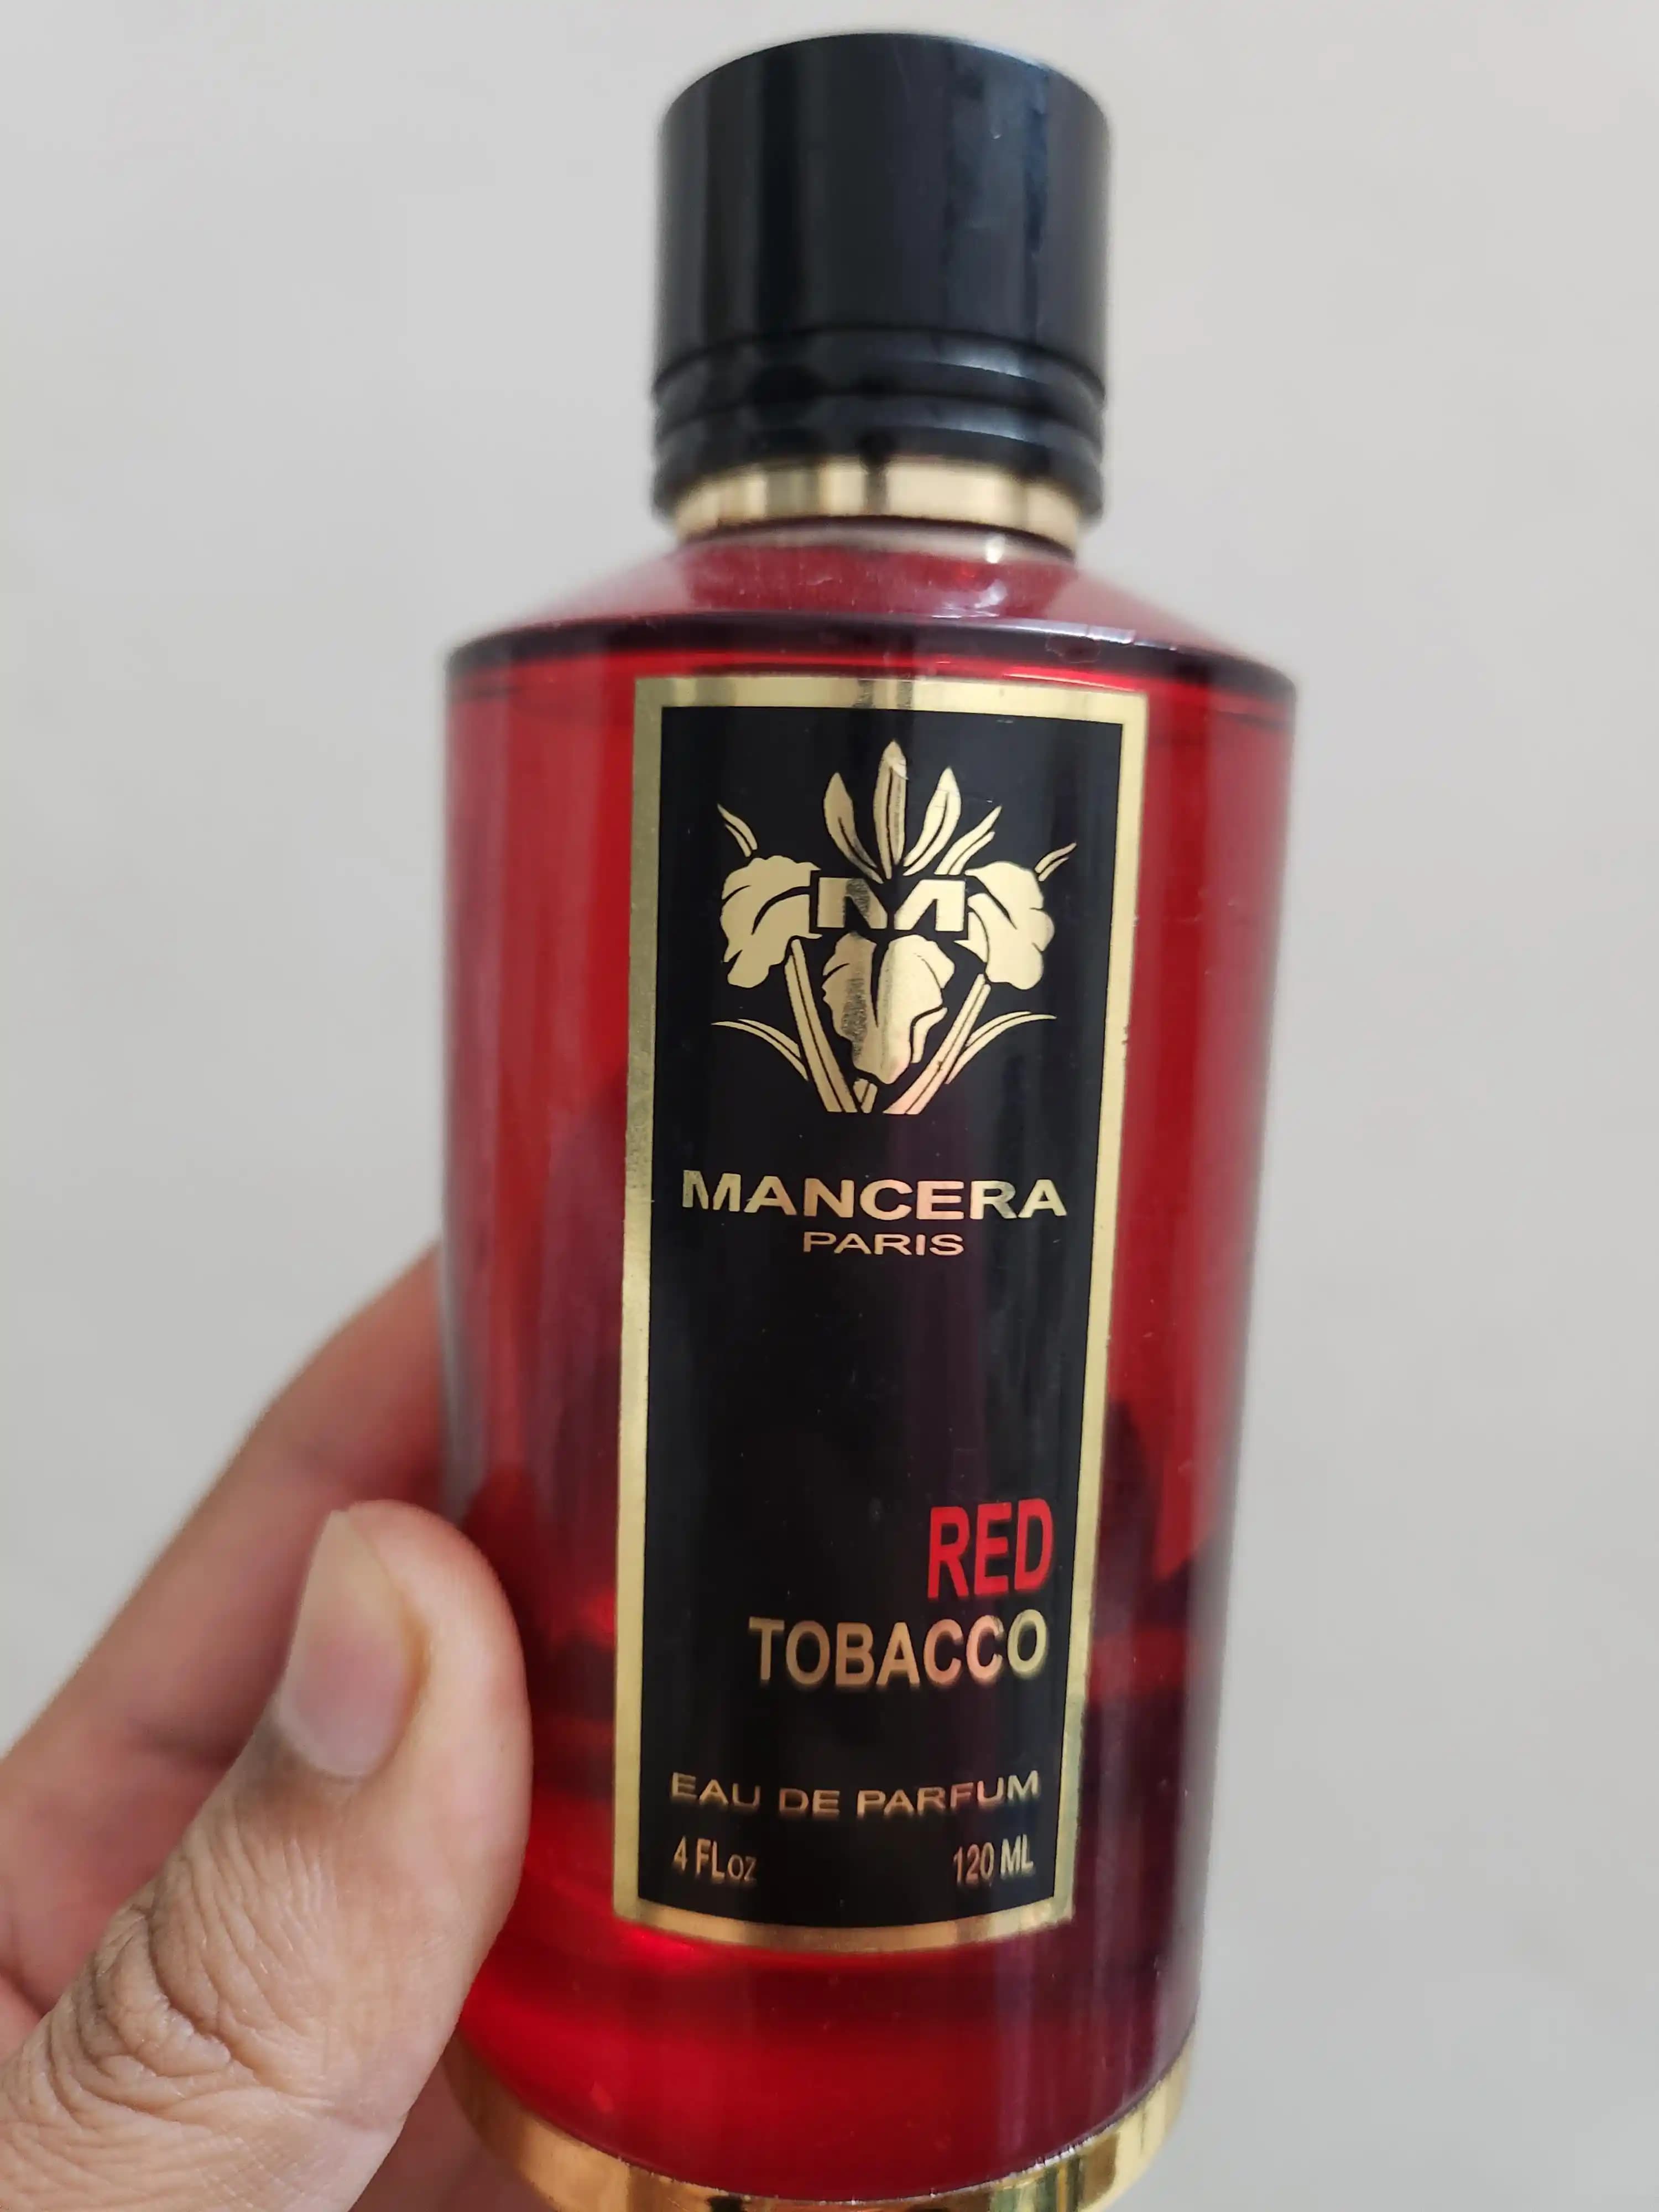 M
MANCERA
PARIS
RED
TOBACCO
EAU DE PARFUM
4 FLOZ 120 ML